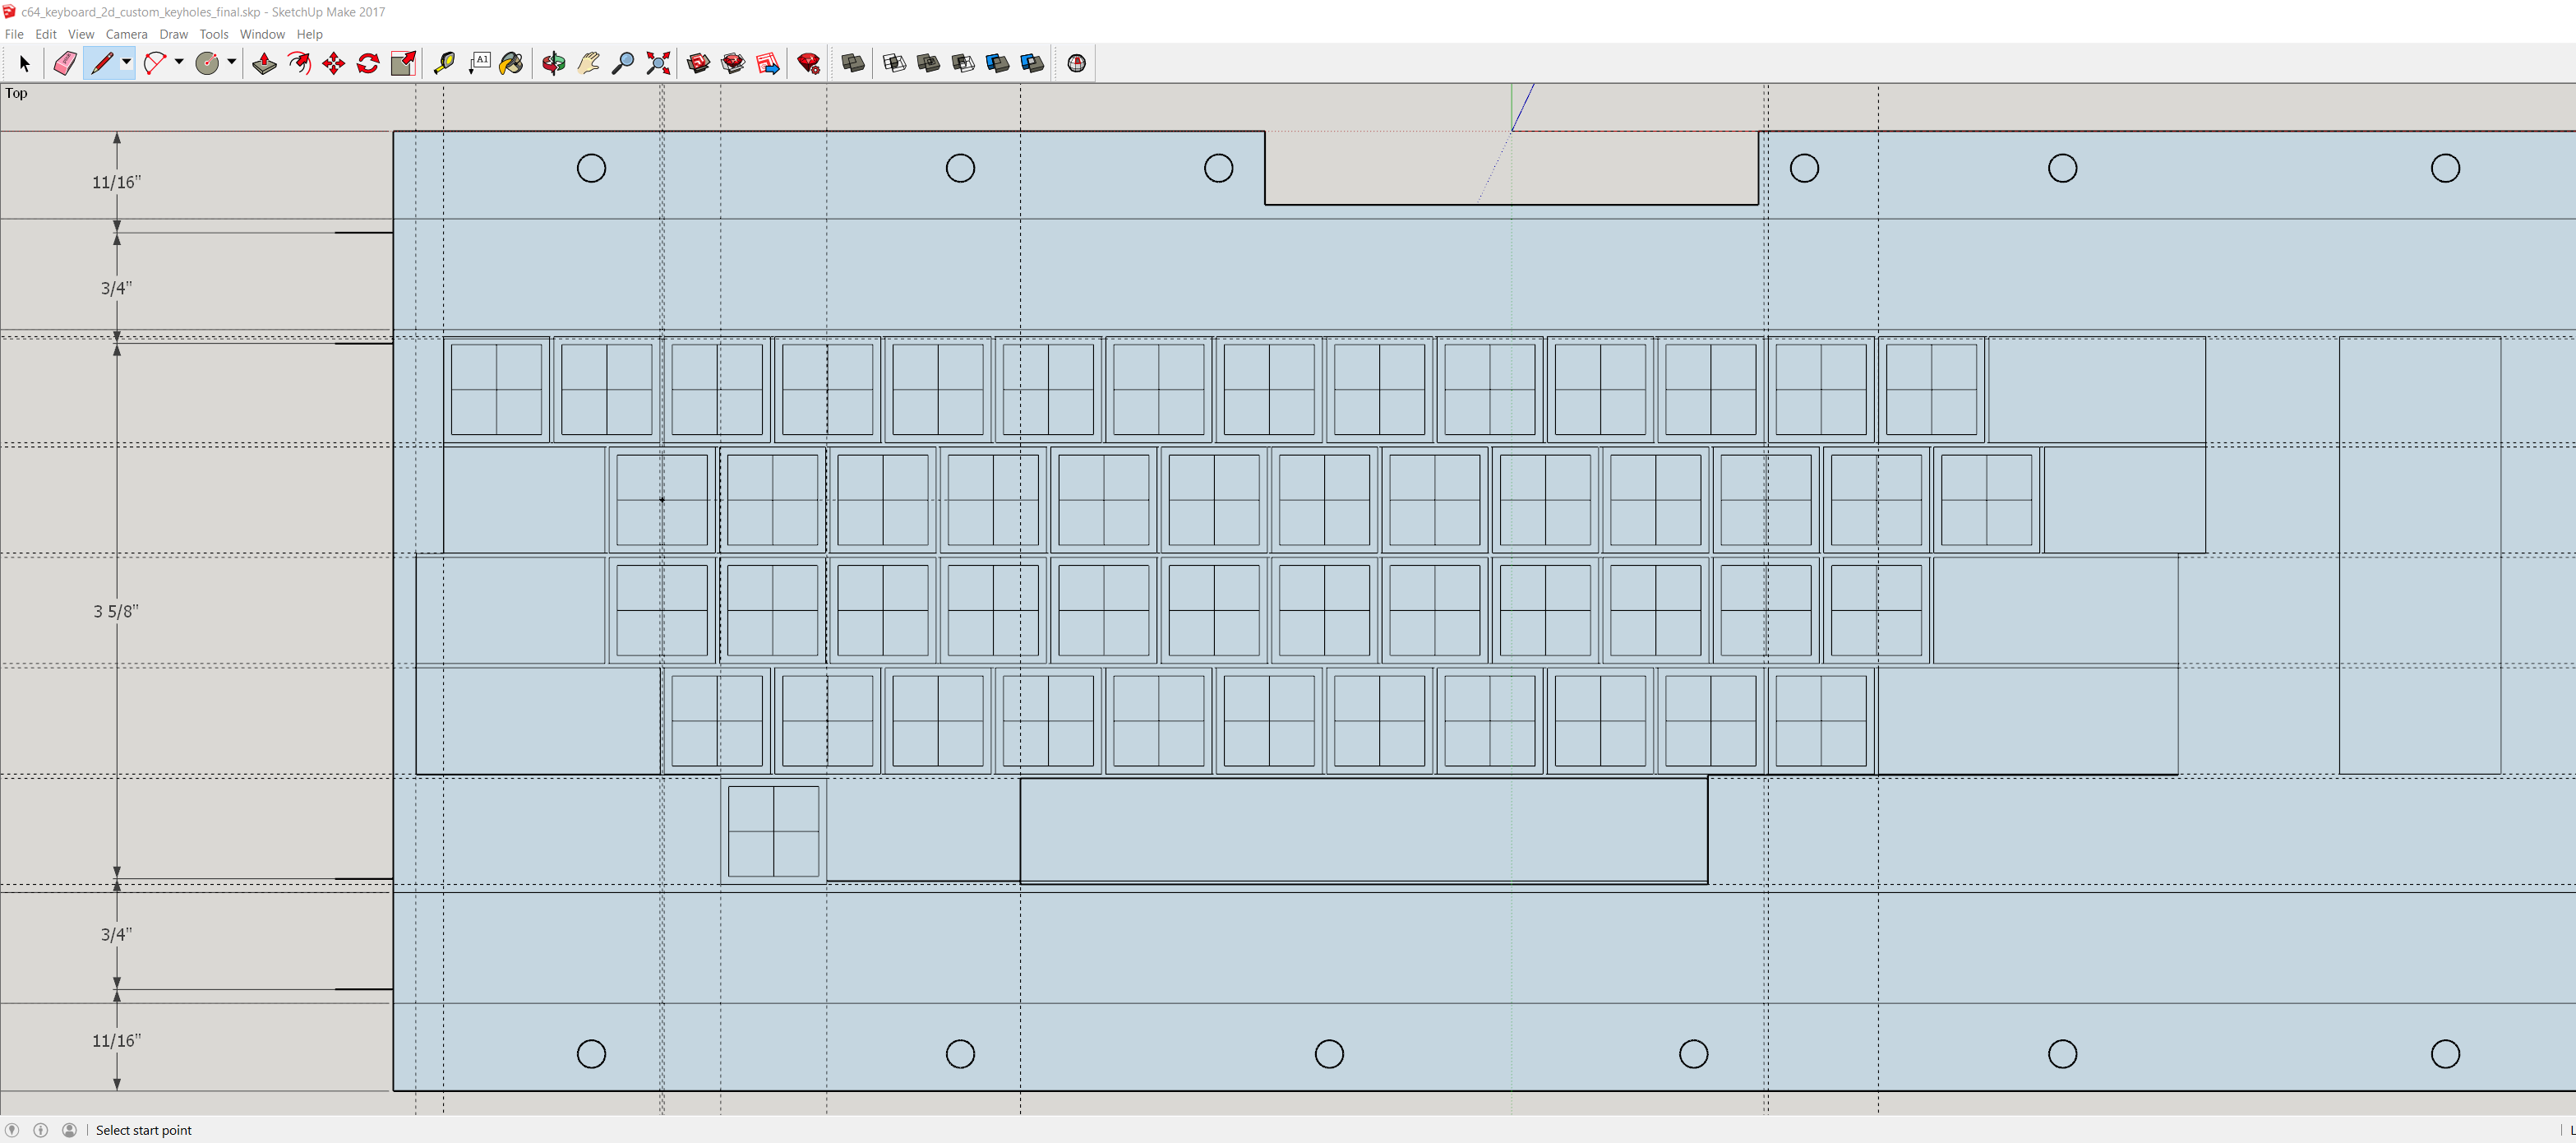 c64_keyboard_2d_custom_keyholes_final.skp - SketchUp Make 2017
File Edit View Camera Draw Tools Window Help
A1
Top
11/16"
3/4"
3 5/8"
3/4"
11/16"
Select start point